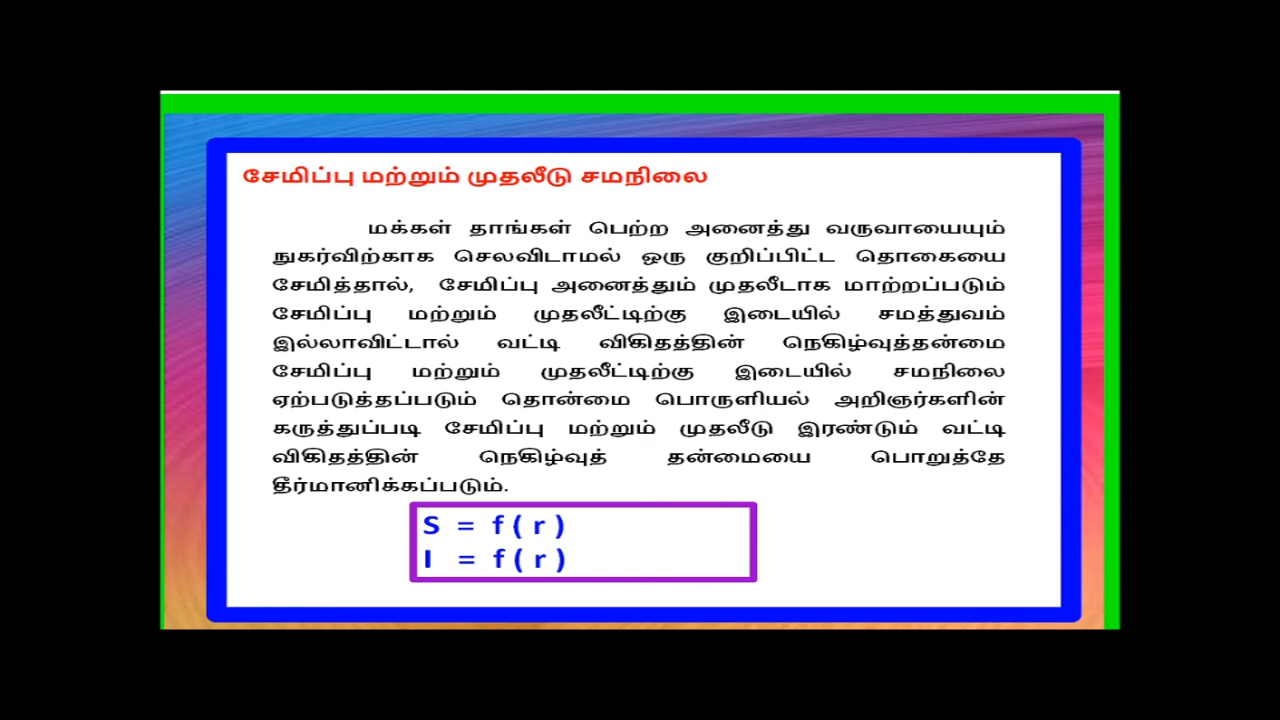 சேமிப்பு மற்றும் முதலீடு சமநிலை
மக்கள் தாங்கள் பெற்ற அனைத்து வருவாயையும்
நுகர்விற்காக செலவிடாமல் ஒரு குறிப்பிட்ட தொகையை
சேமித்தால், சேமிப்பு அனைத்தும் முதலீடாக மாற்றப்படும்
சேமிப்பு மற்றும் முதலீட்டிற்கு இடையில் சமத்துவம்
இல்லாவிட்டால் வட்டி விகிதத்தின் நெகிழ்வுத்தன்மை
சேமிப்பு மற்றும் முதலீட்டிற்கு இடையில் சமநிலை
ஏற்படுத்தப்படும் தொன்மை பொருளியல் அறிஞர்களின்
கருத்துப்படி சேமிப்பு மற்றும் முதலீடு இரண்டும் வட்டி
விகிதத்தின் நெகிழ்வுத் தன்மையை பொறுத்தே
தீர்மானிக்கப்படும்.
S = f ( r )
I = f ( r )